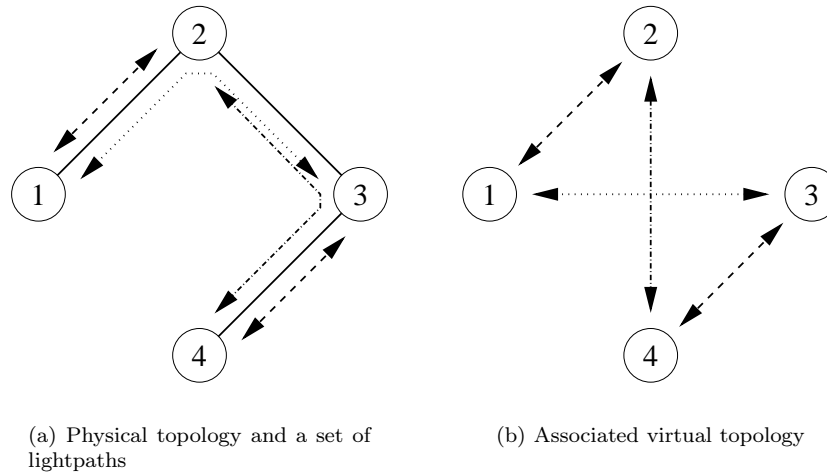 2
1
3
4
(a) Physical topology and a set of
lightpaths
2
1
3
4
(b) Associated virtual topology